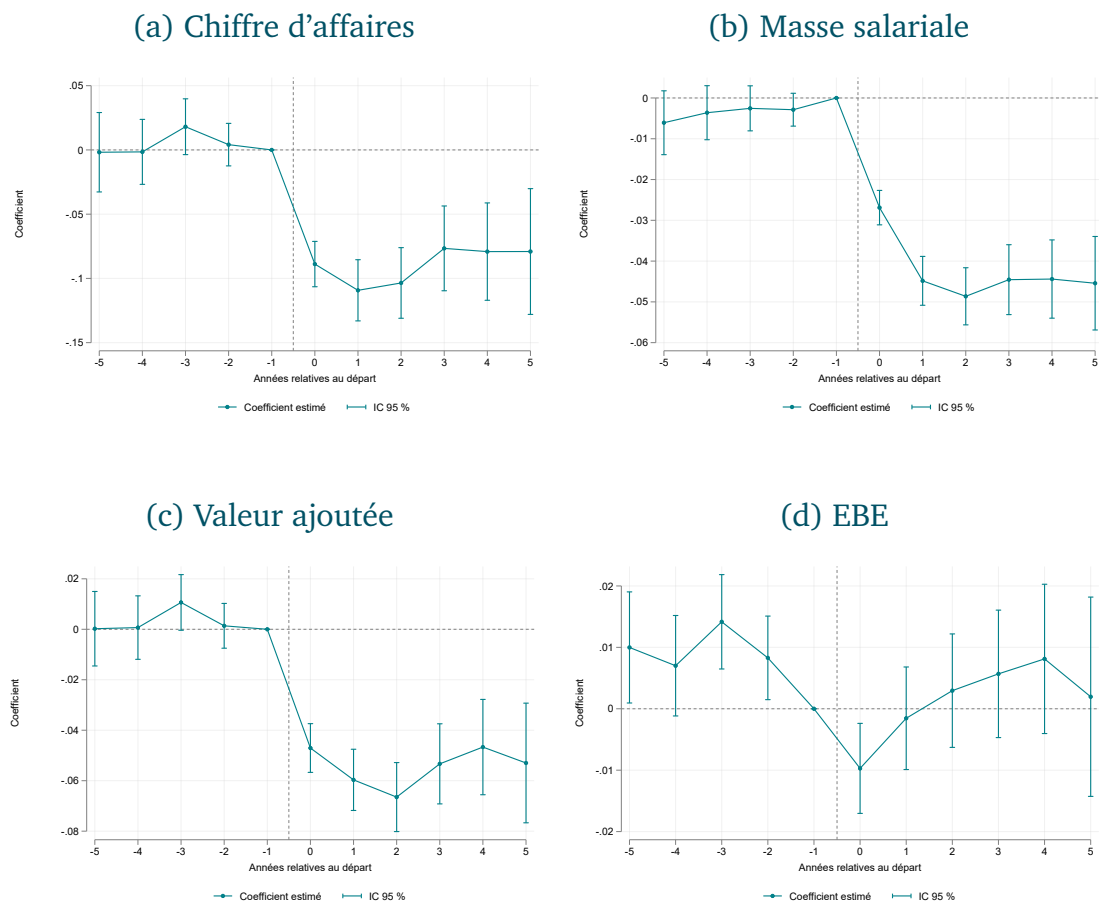 (a) Chiffre d'affaires
.05
0
-.05
-.1
-.15
Coefficient
-5 -4 -3 -2 -1 0 1 2 3 4 5
Années relatives au départ
Coefficient estimé IC 95 %
(b) Masse salariale
0
-.01
-.02
-.03
-.04
-.05
-.06
Coefficient
-5 -4 -3 -2 -1 0 1 2 3 4 5
Années relatives au départ
Coefficient estimé IC 95 %
(c) Valeur ajoutée
.02
0
-.02
-.04
-.06
-.08
Coefficient
-5 -4 -3 -2 -1 0 1 2 3 4 5
Années relatives au départ
Coefficient estimé IC 95 %
(d) EBE
.02
.01
0
-.01
-.02
Coefficient
-5 -4 -3 -2 -1 0 1 2 3 4 5
Années relatives au départ
Coefficient estimé IC 95 %